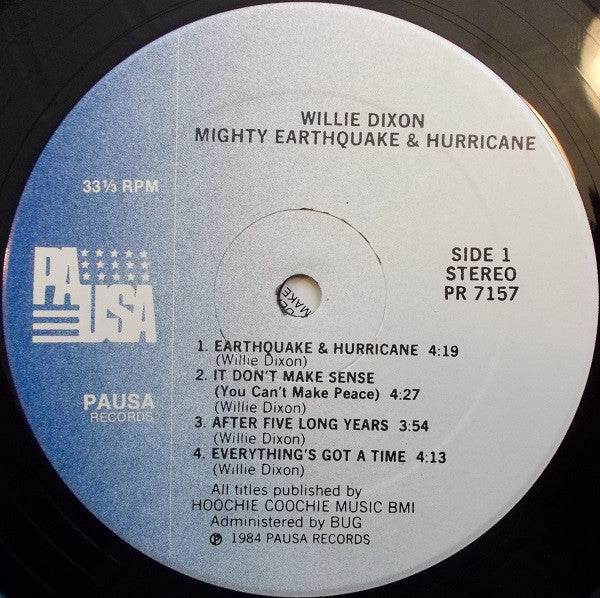 WILLIE DIXON
MIGHTY EARTHQUAKE & HURRICANE
33⅓ RPM
SIDE 1
STEREO
PR 7157
PAUSA
PAUSA
RECORDS
MAKE
1. EARTHQUAKE & HURRICANE 4:19
(Willie Dixon)
2. IT DON'T MAKE SENSE
(You Can't Make Peace) 4:27
(Willie Dixon)
3. AFTER FIVE LONG YEARS 3:54
(Willie Dixon)
4. EVERYTHING'S GOT A TIME 4:13
(Willie Dixon)
All titles published by
HOOCHIE COOCHIE MUSIC BMI
Administered by BUG
℗ 1984 PAUSA RECORDS